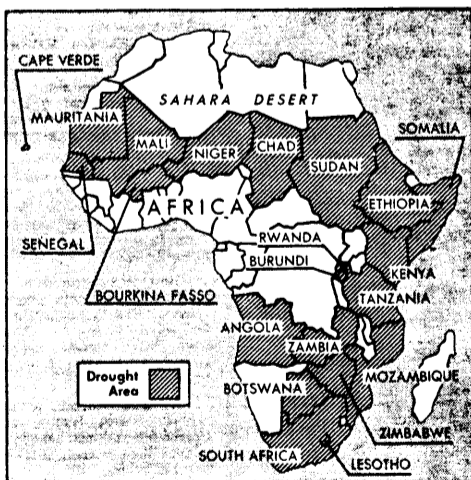 CAPE VERDE
SAHARA DESERT
MAURITANIA
SOMALIA
MALI
NIGER
CHAD
SUDAN
AFRICA
ETHIOPIA
RWANDA
SENEGAL
BURUNDI
KENYA
BOURKINA FASSO
TANZANIA
ANGOLA
ZAMBIA
Drought
Area
MOZAMBIQUE
BOTSWANA
ZIMBABWE
SOUTH AFRICA
LESOTHO